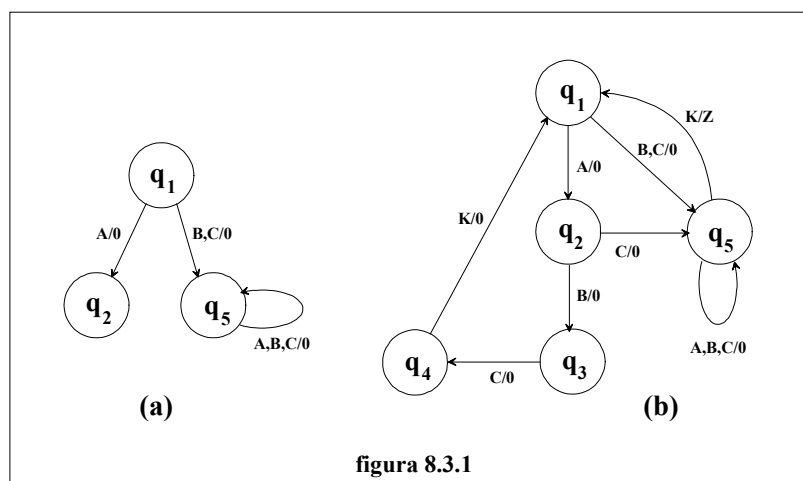 q1
A/0
B,C/0
q2
q5
A,B,C/0
(a)
q1
K/Z
B,C/0
A/0
K/0
q2
C/0
q5
B/0
A,B,C/0
q4
C/0
q3
(b)
figura 8.3.1